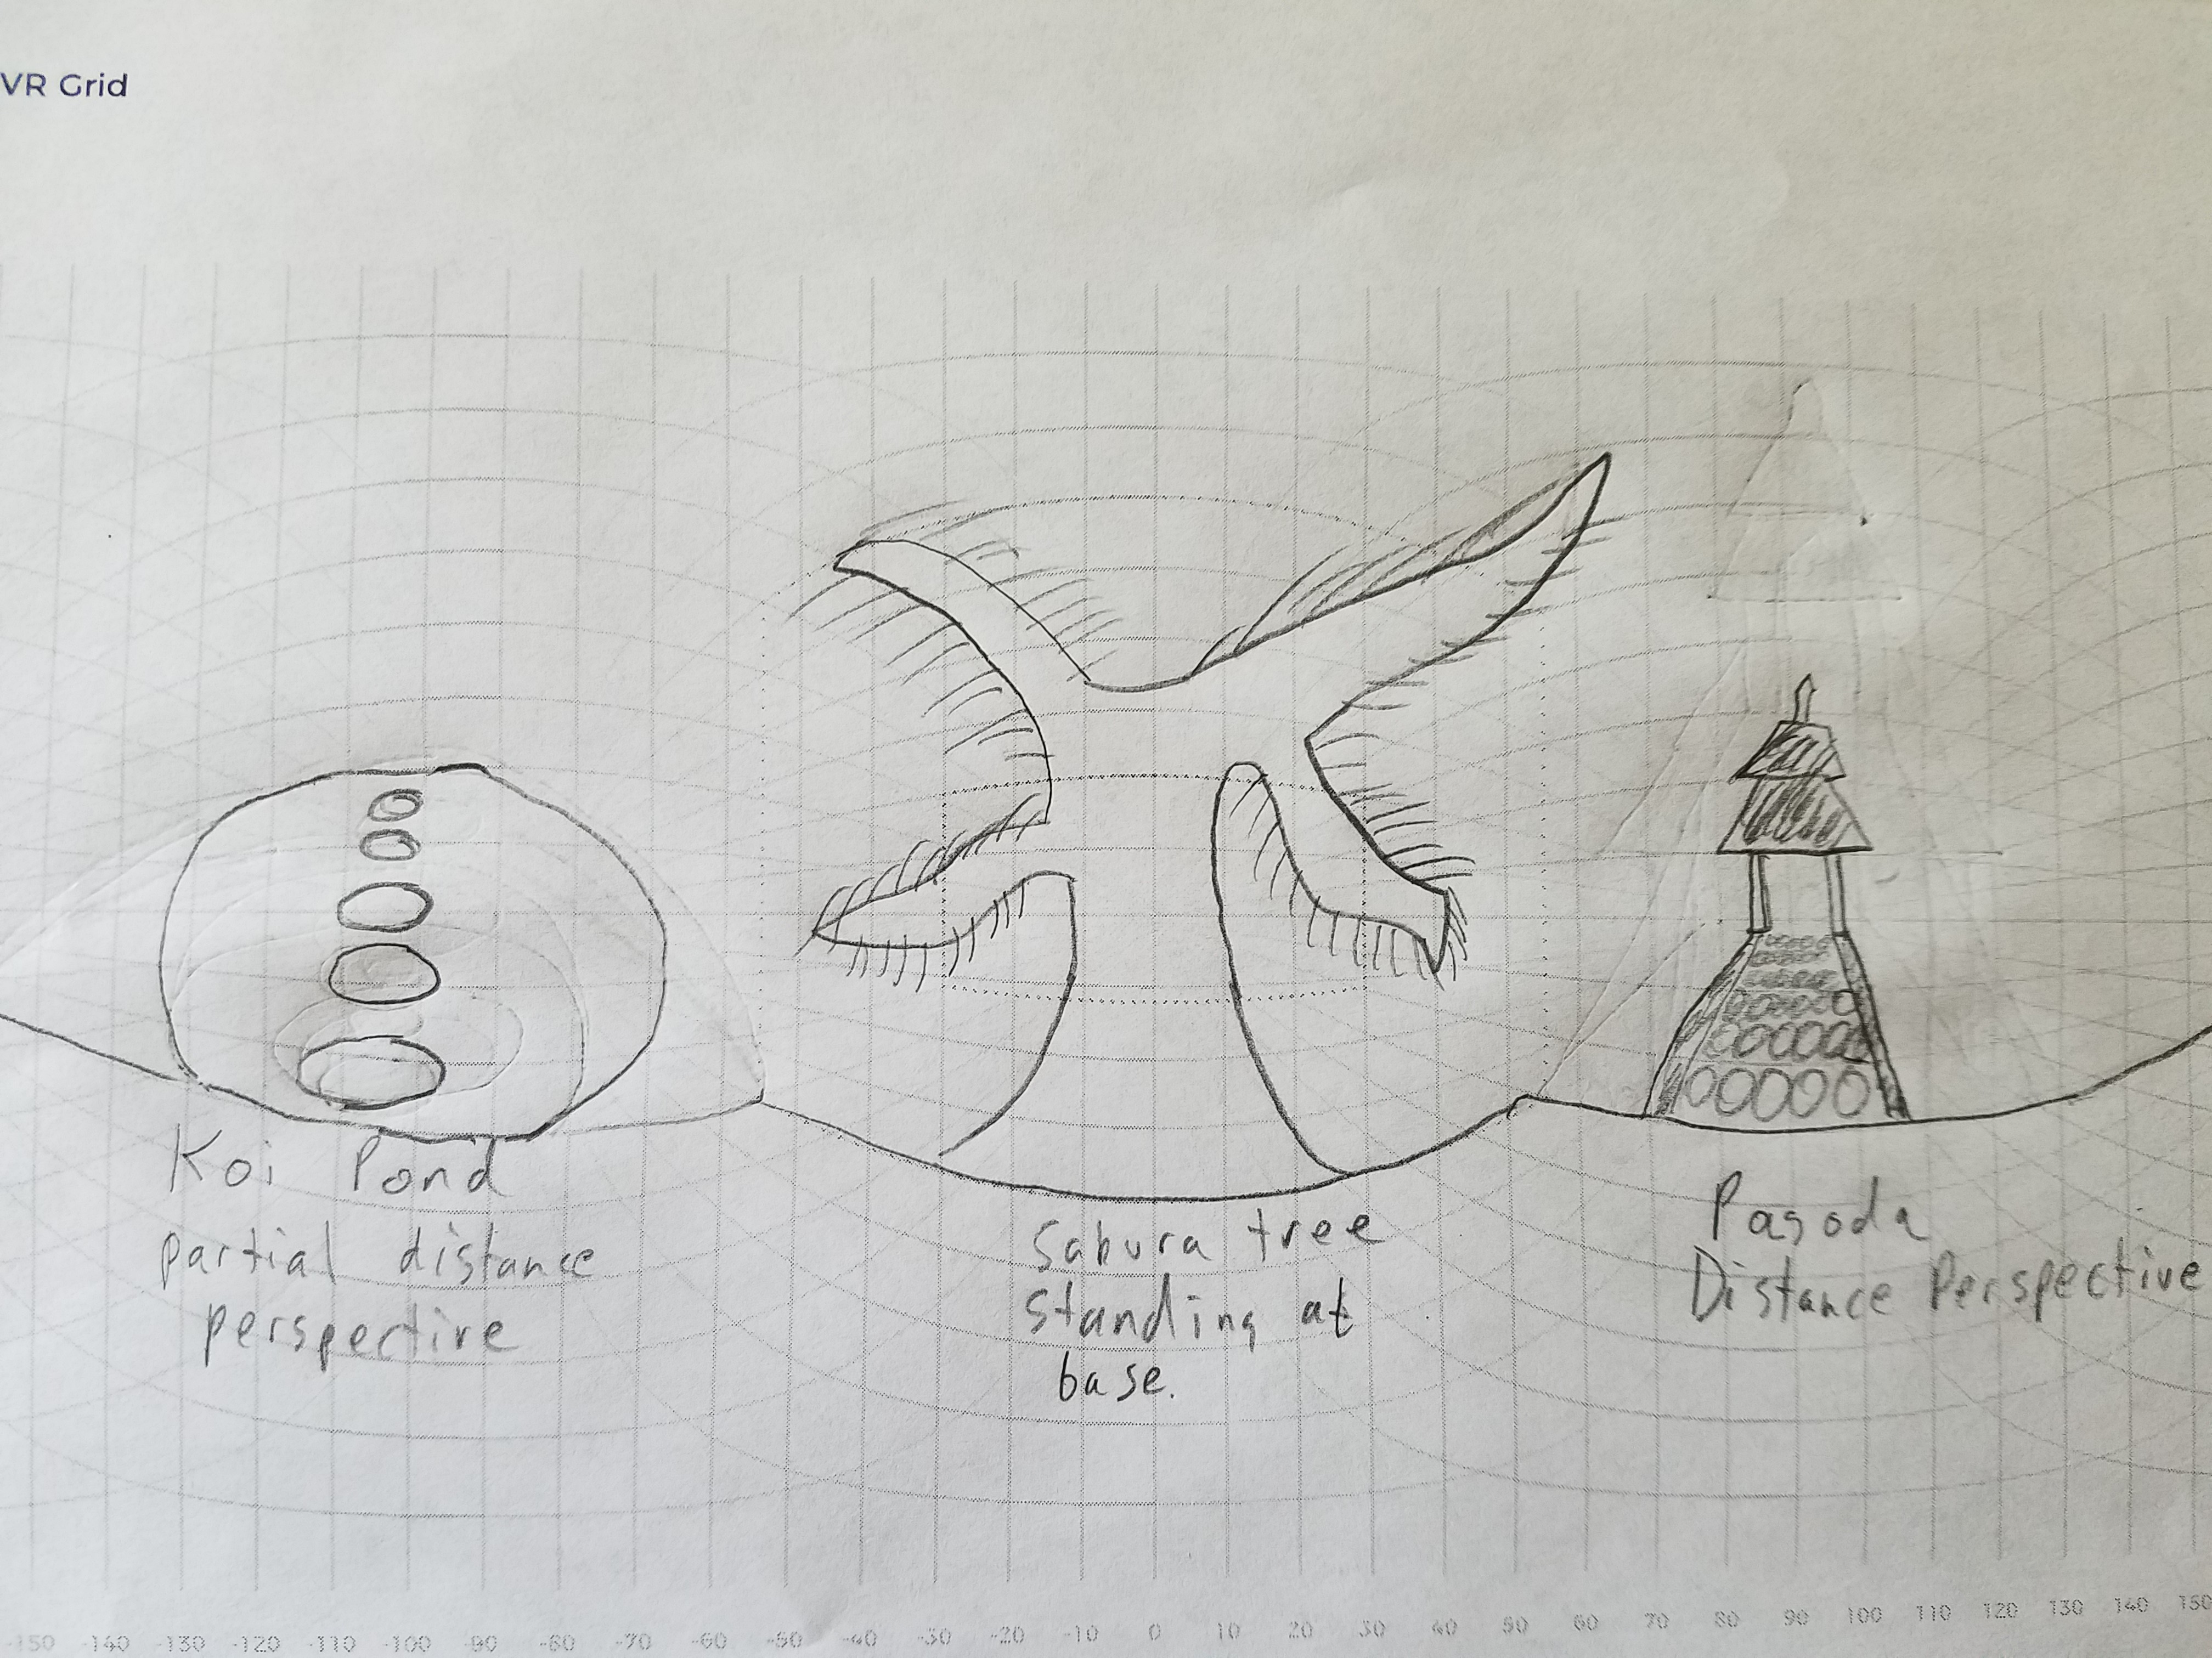 VR Grid
Koi Pond
partial distance
perspective
Sabura tree
standing at
base.
Pagoda
Distance Perspective
-150 -140 -130 -120 -110 -100 -90 -80 -70 -60 -50 -40 -30 -20 -10 0 10 20 30 40 50 60 70 80 90 100 110 120 130 140 150